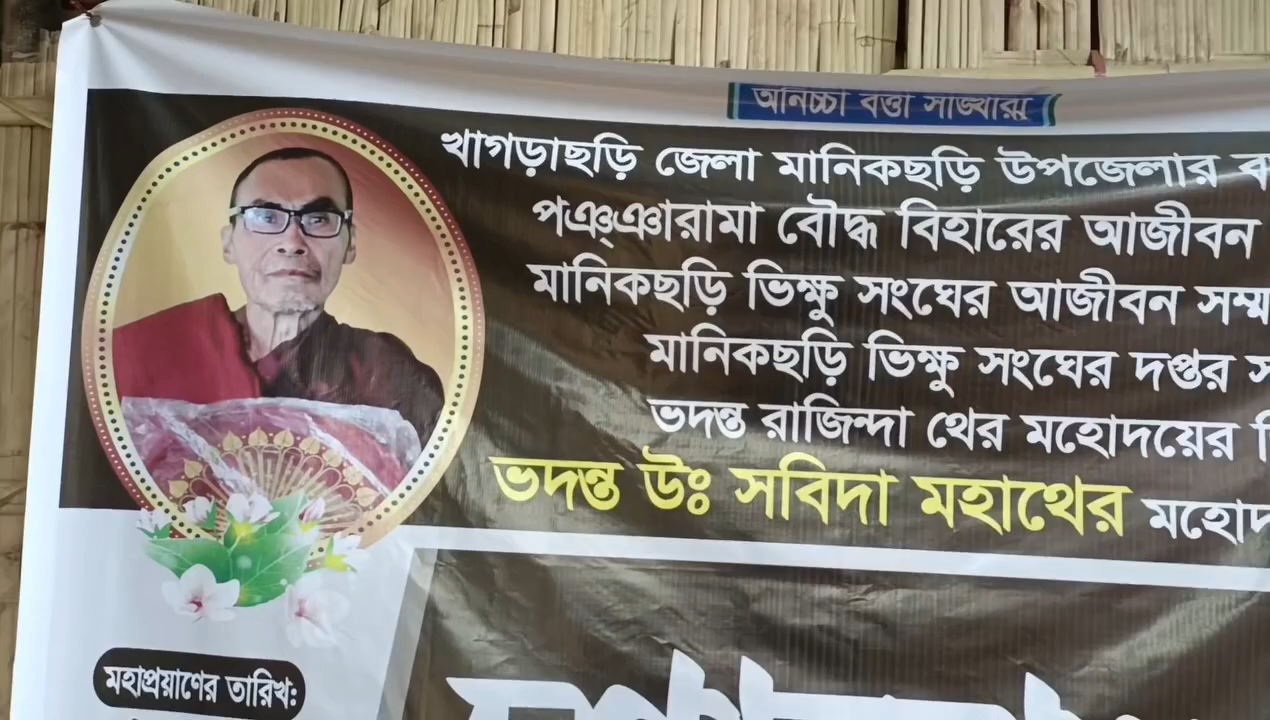 অনিচ্চা বত্তা সাঙ্খারা
খাগড়াছড়ি জেলা মানিকছড়ি উপজেলার
পঞ্ঞারামা বৌদ্ধ বিহারের আজীবন
মানিকছড়ি ভিক্ষু সংঘের আজীবন
মানিকছড়ি ভিক্ষু সংঘের দপ্তর
ভদন্ত রাজিন্দা থের মহোদয়ের
ভদন্ত উঃ সবিদা মহাথের
মহাপ্রয়াণের তারিখ: